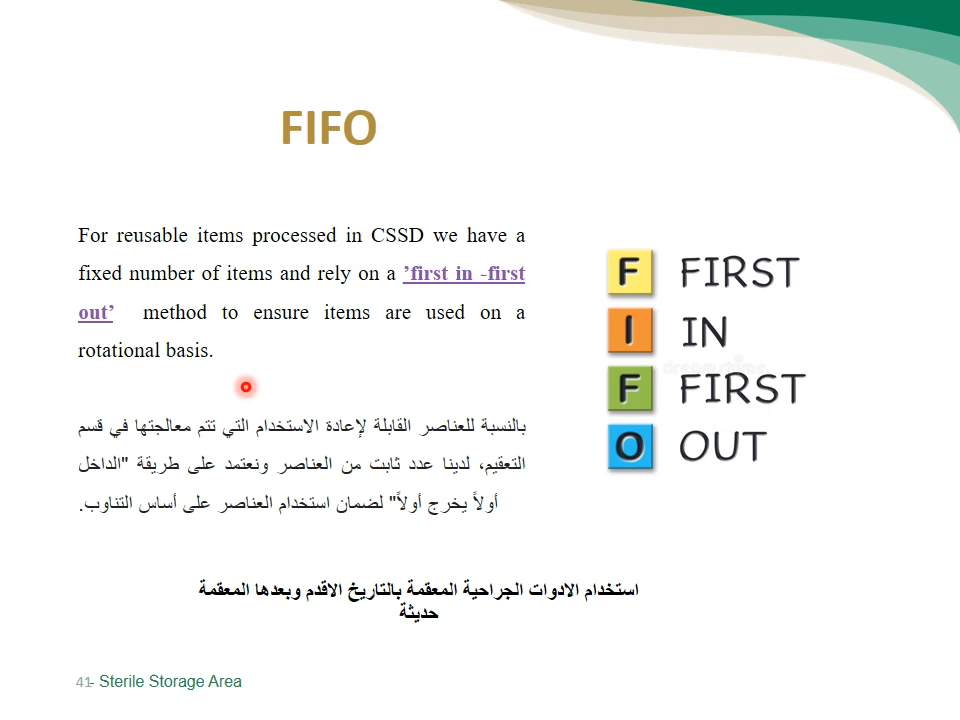 FIFO
For reusable items processed in CSSD we have a
fixed number of items and rely on a ’first in -first
out’ method to ensure items are used on a
rotational basis.
بالنسبة للعناصر القابلة لإعادة الاستخدام التي تتم معالجتها في قسم
التعقيم، لدينا عدد ثابت من العناصر ونعتمد على طريقة "الداخل
أولاً يخرج أولاً" لضمان استخدام العناصر على أساس التناوب.
F FIRST
I IN
F FIRST
O OUT
dreamstime
استخدام الادوات الجراحية المعقمة بالتاريخ الاقدم وبعدها المعقمة
حديثة
41- Sterile Storage Area